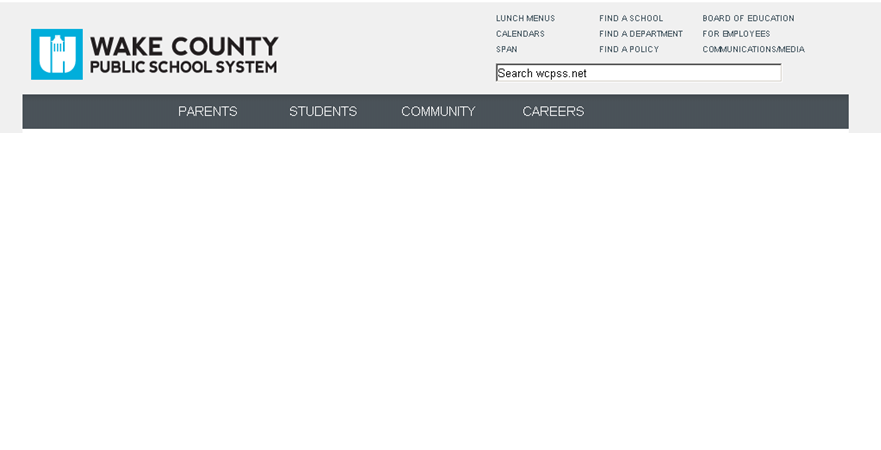 WAKE COUNTY
PUBLIC SCHOOL SYSTEM
LUNCH MENUS
CALENDARS
SPAN
FIND A SCHOOL
FIND A DEPARTMENT
FIND A POLICY
BOARD OF EDUCATION
FOR EMPLOYEES
COMMUNICATIONS/MEDIA
Search wcpss.net
PARENTS STUDENTS COMMUNITY CAREERS